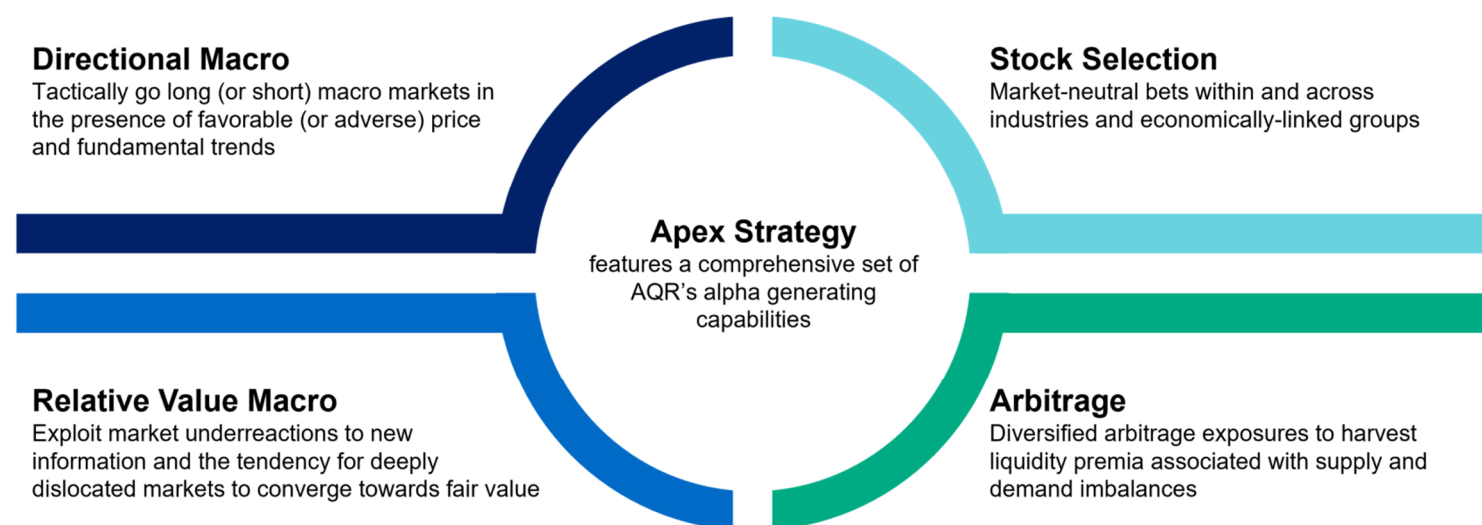 Directional Macro
Tactically go long (or short) macro markets in
the presence of favorable (or adverse) price
and fundamental trends
Stock Selection
Market-neutral bets within and across
industries and economically-linked groups
Apex Strategy
features a comprehensive set of
AQR's alpha generating
capabilities
Relative Value Macro
Exploit market underreactions to new
information and the tendency for deeply
dislocated markets to converge towards fair value
Arbitrage
Diversified arbitrage exposures to harvest
liquidity premia associated with supply and
demand imbalances